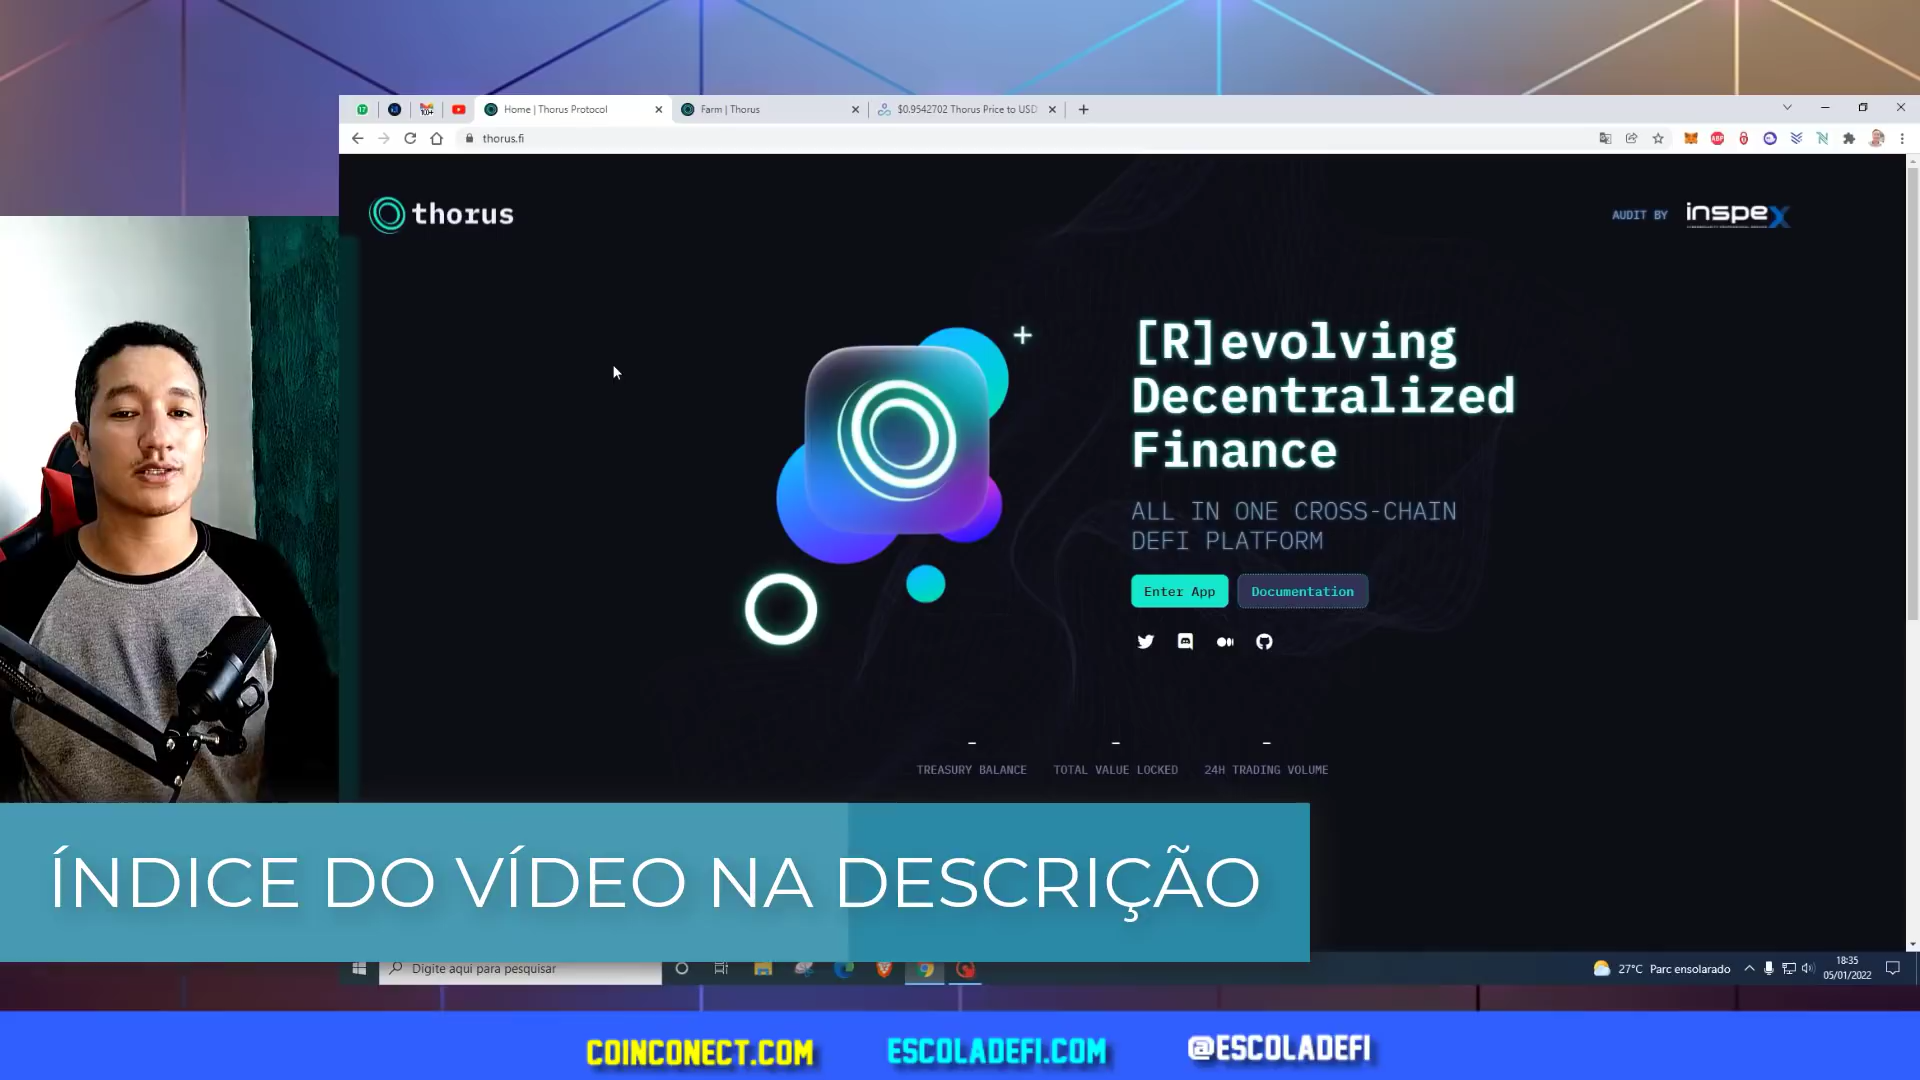 Home | Thorus Protocol
Farm | Thorus
$0.9542702 Thorus Price to USD
thorus.fi
ABP
thorus
AUDIT BY
inspex
[R]evolving
Decentralized
Finance
ALL IN ONE CROSS-CHAIN
DEFI PLATFORM
Enter App
Documentation
- - -
TREASURY BALANCE
TOTAL VALUE LOCKED
24H TRADING VOLUME
ÍNDICE DO VÍDEO NA DESCRIÇÃO
Digite aqui para pesquisar
27°C Parc ensolarado
18:35
05/01/2022
COINCONECT.COM
ESCOLADEFI.COM
@ESCOLADEFI